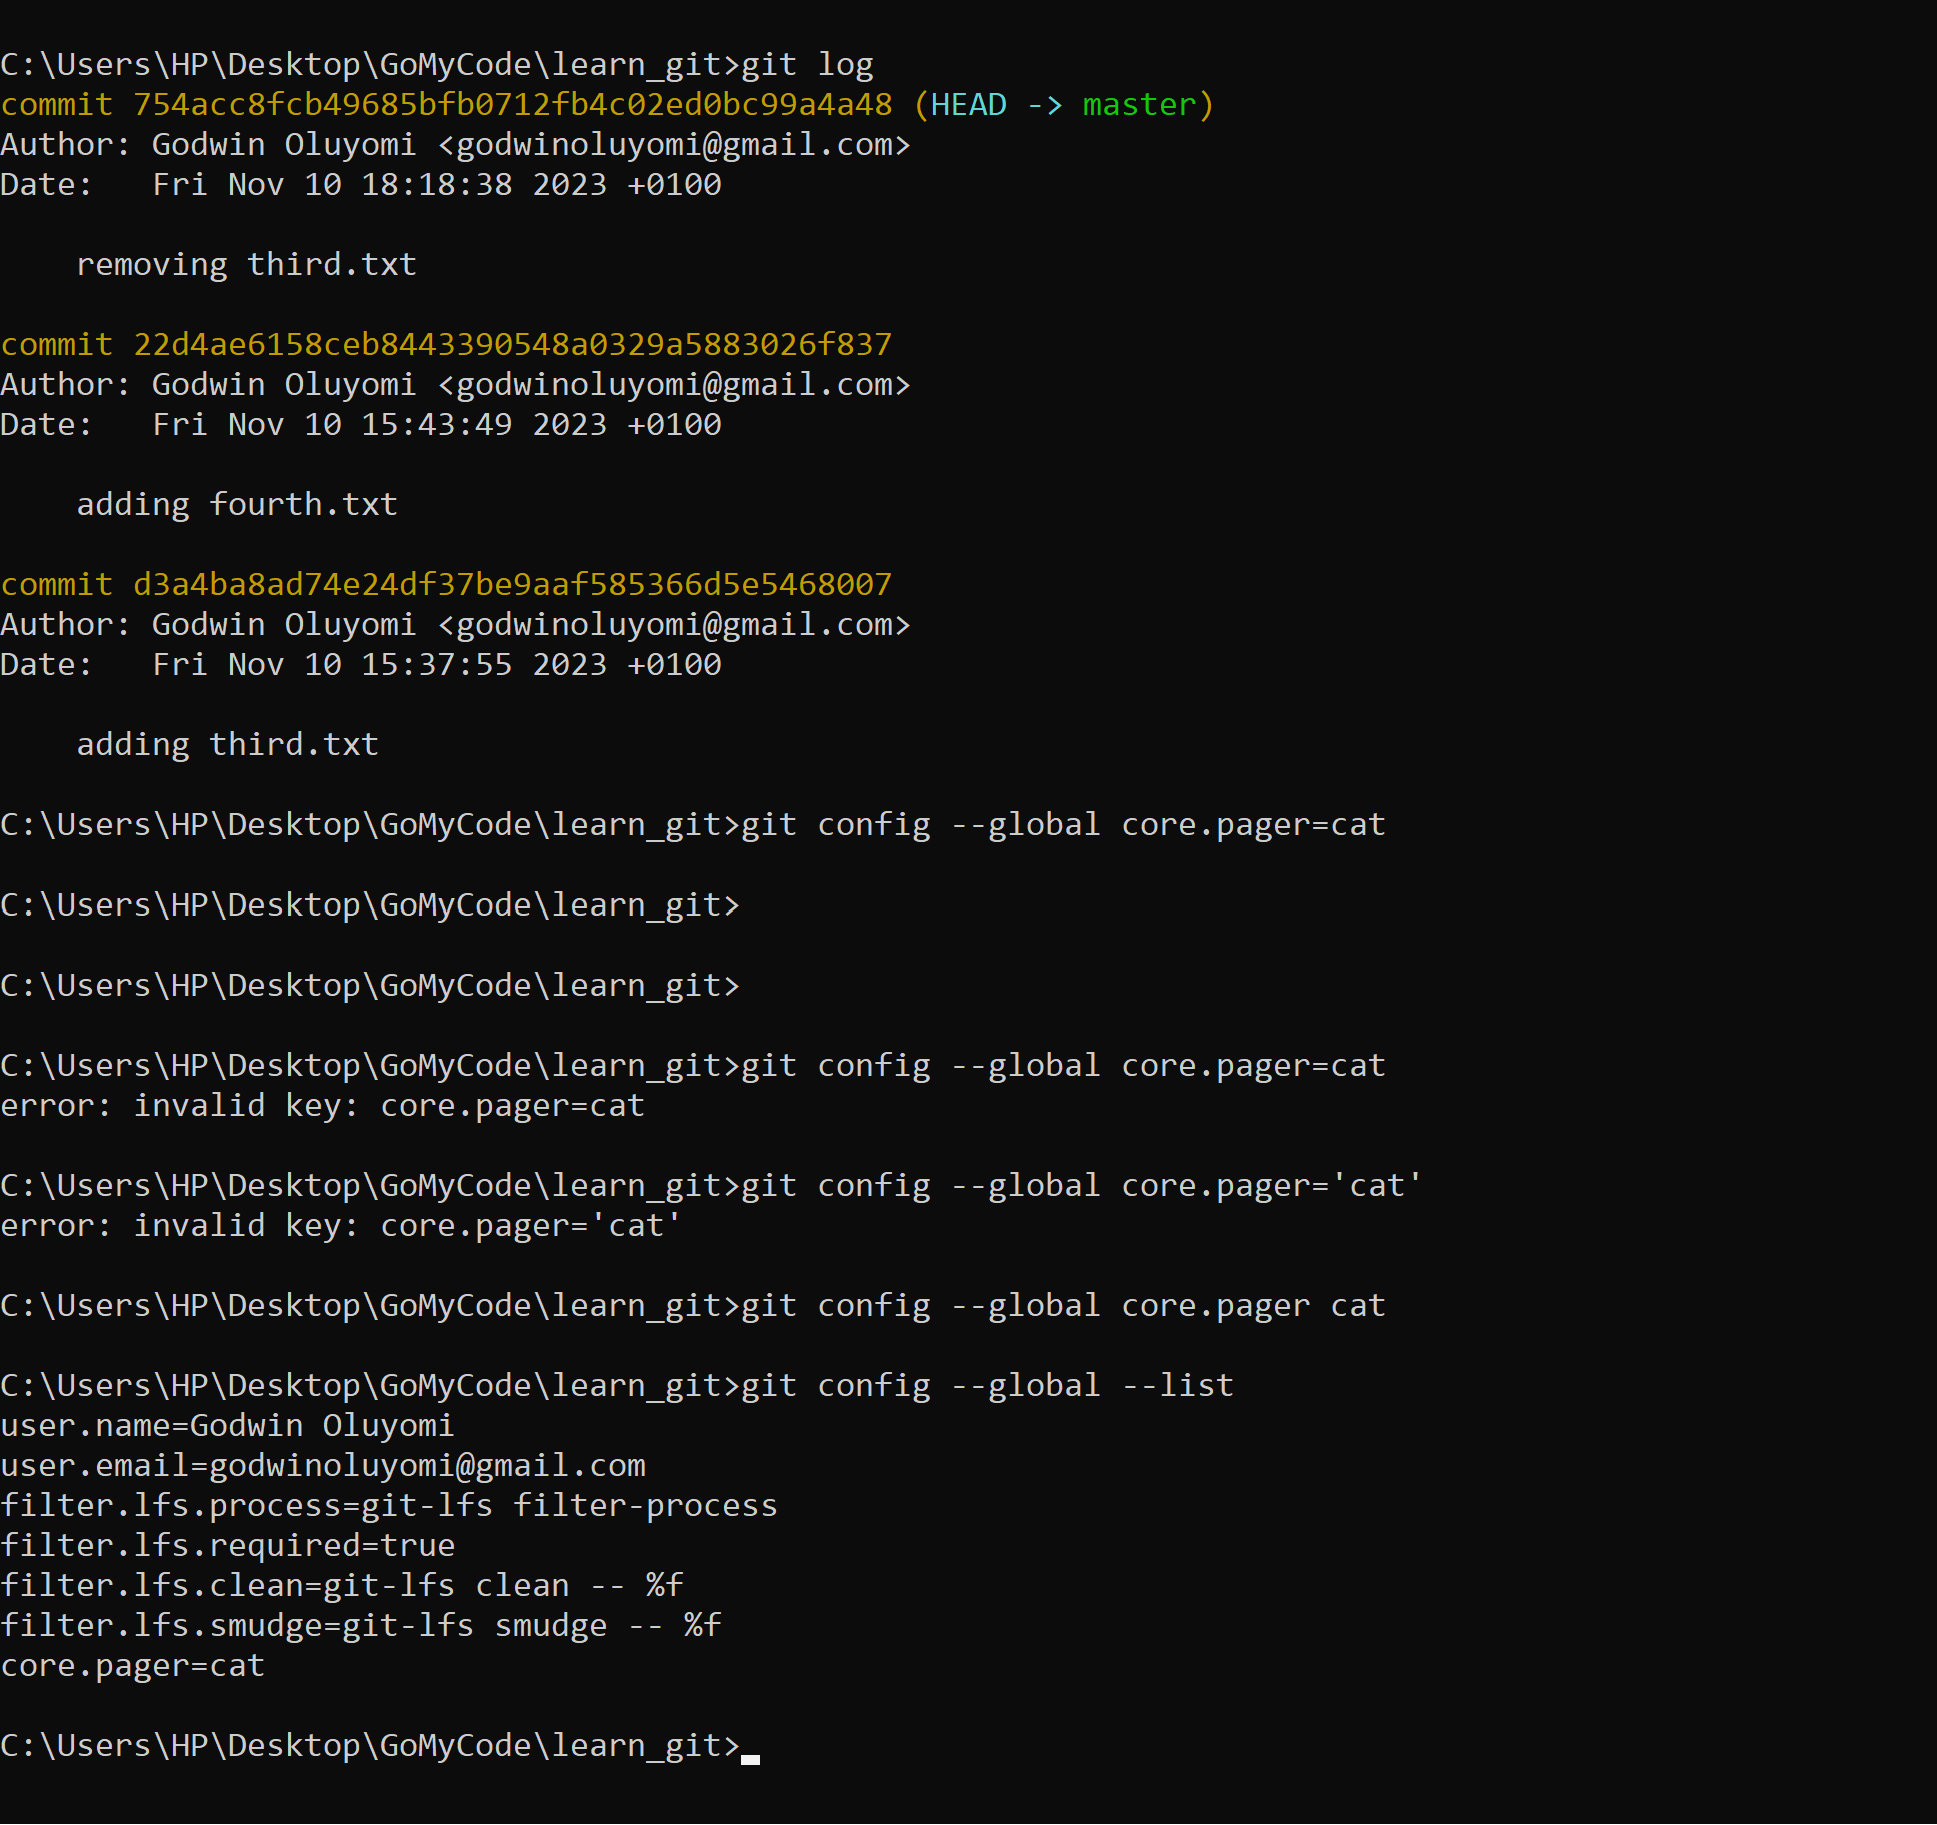 C:\Users\HP\Desktop\GoMyCode\learn_git>git log
commit 754acc8fcb49685bfb0712fb4c02ed0bc99a4a48 (HEAD -> master)
Author: Godwin Oluyomi <godwinoluyomi@gmail.com>
Date:   Fri Nov 10 18:18:38 2023 +0100
    removing third.txt
commit 22d4ae6158ceb8443390548a0329a5883026f837
Author: Godwin Oluyomi <godwinoluyomi@gmail.com>
Date:   Fri Nov 10 15:43:49 2023 +0100
    adding fourth.txt
commit d3a4ba8ad74e24df37be9aaf585366d5e5468007
Author: Godwin Oluyomi <godwinoluyomi@gmail.com>
Date:   Fri Nov 10 15:37:55 2023 +0100
    adding third.txt
C:\Users\HP\Desktop\GoMyCode\learn_git>git config --global core.pager=cat
C:\Users\HP\Desktop\GoMyCode\learn_git>
C:\Users\HP\Desktop\GoMyCode\learn_git>
C:\Users\HP\Desktop\GoMyCode\learn_git>git config --global core.pager=cat
error: invalid key: core.pager=cat
C:\Users\HP\Desktop\GoMyCode\learn_git>git config --global core.pager='cat'
error: invalid key: core.pager='cat'
C:\Users\HP\Desktop\GoMyCode\learn_git>git config --global core.pager cat
C:\Users\HP\Desktop\GoMyCode\learn_git>git config --global --list
user.name=Godwin Oluyomi
user.email=godwinoluyomi@gmail.com
filter.lfs.process=git-lfs filter-process
filter.lfs.required=true
filter.lfs.clean=git-lfs clean -- %f
filter.lfs.smudge=git-lfs smudge -- %f
core.pager=cat
C:\Users\HP\Desktop\GoMyCode\learn_git>